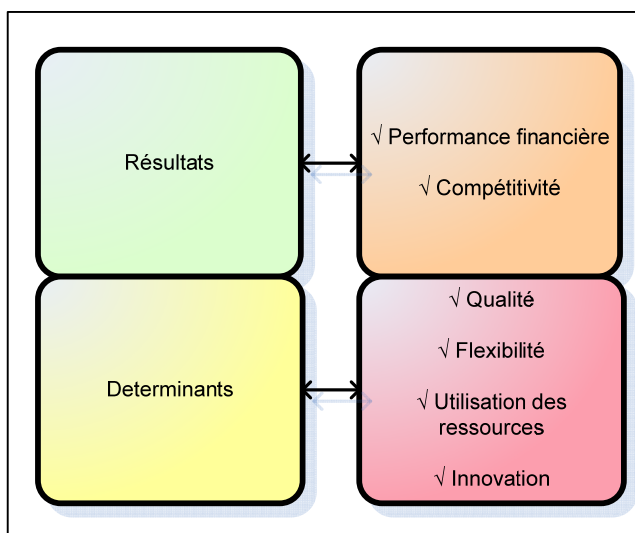 Résultats
√ Performance financière
√ Compétitivité
Determinants
√ Qualité
√ Flexibilité
√ Utilisation des
ressources
√ Innovation